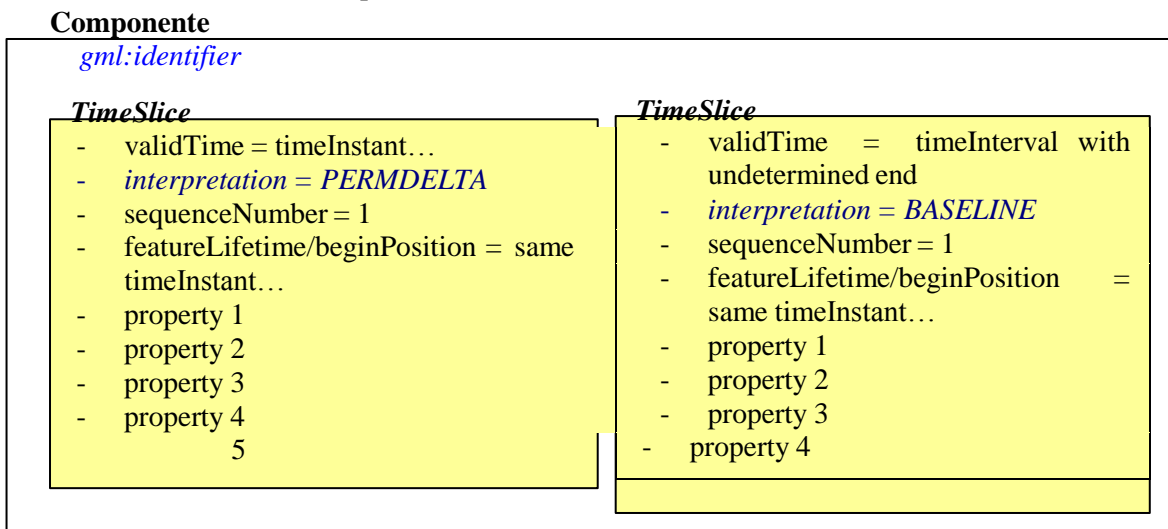 Componente
gml:identifier
TimeSlice
- validTime = timeInstant…
- interpretation = PERMDELTA
- sequenceNumber = 1
- featureLifetime/beginPosition = same
timeInstant…
- property 1
- property 2
- property 3
- property 4
5
TimeSlice
- validTime = timeInterval with
undetermined end
- interpretation = BASELINE
- sequenceNumber = 1
- featureLifetime/beginPosition =
same timeInstant…
- property 1
- property 2
- property 3
- property 4